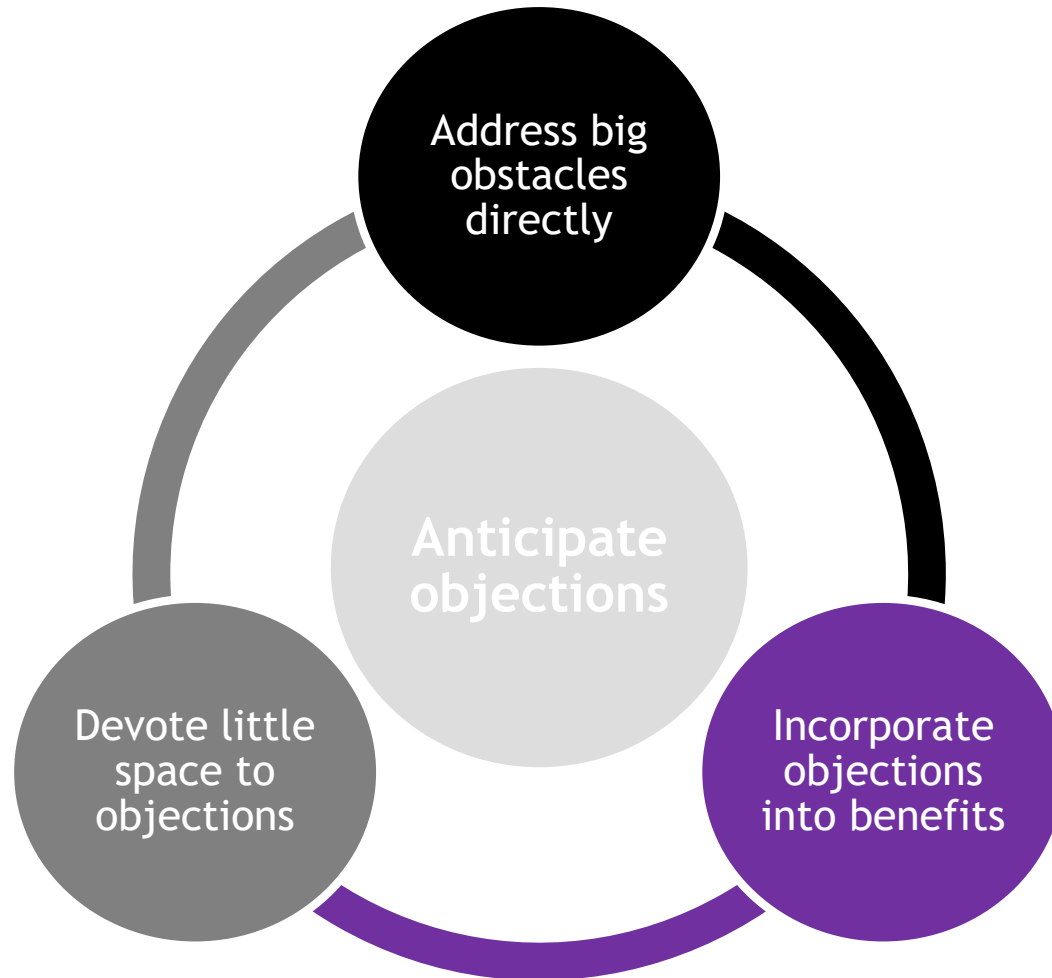 Address big
obstacles
directly
Anticipate
objections
Devote little
space to
objections
Incorporate
objections
into benefits